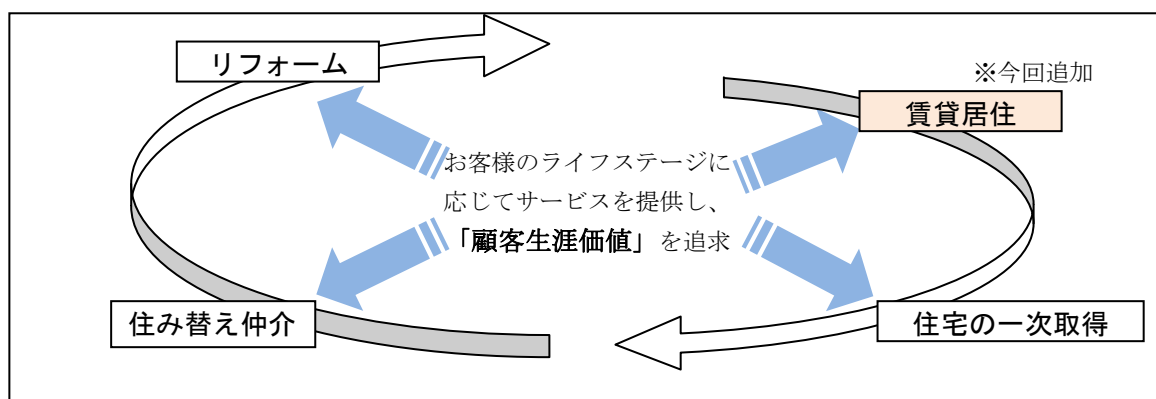 リフォーム
※今回追加
賃貸居住
お客様のライフステージに
応じてサービスを提供し、
「顧客生涯価値」を追求
住み替え仲介
住宅の一次取得